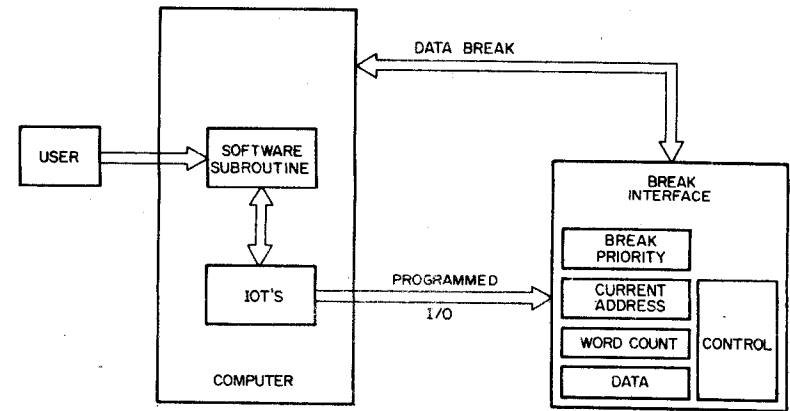 DATA BREAK
USER
SOFTWARE
SUBROUTINE
IOT'S
COMPUTER
PROGRAMMED
I/O
BREAK
INTERFACE
BREAK
PRIORITY
CURRENT
ADDRESS
WORD COUNT
DATA
CONTROL